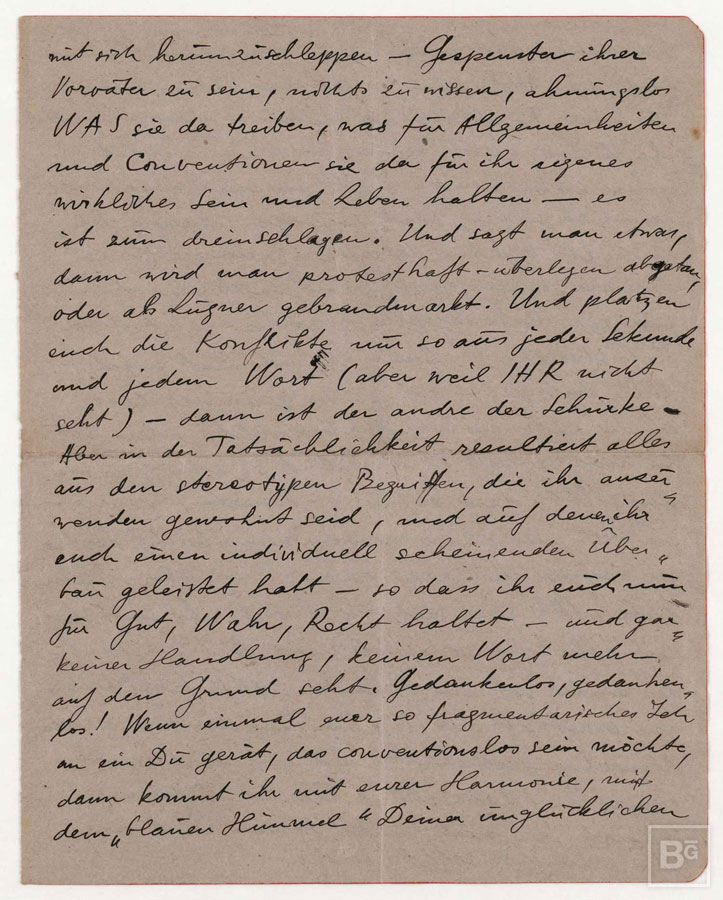 mit sich herumzuschleppen – Gespenster ihrer
Vorväter zu sein, nichts zu wissen, ahnungslos
WAS sie da treiben, was für Allgemeinheiten
und Conventionen sie da für ihr eigenes
wirkliches Sein und Leben halten – es
ist zum dreinschlagen. Und sagt man etwas,
dann wird man protesthaft-überlegen abgetan,
oder als Lügner gebrandmarkt. Und platzen
euch die Konflikte nur so aus jeder Sekunde
und jedem Wort (aber weil IHR nicht
seht) – dann ist der andre der Schurke –
Aber in der Tatsächlichkeit resultiert alles
aus den stereotypen Begriffen, die ihr anzu„
wenden gewohnt seid, und auf denen ihr
euch einen individuell scheinenden Über„
bau geleistet habt – so dass ihr euch nun
für Gut, Wahr, Recht haltet – und gar„
keiner Handlung, keinem Wort mehr
auf den Grund seht. Gedankenlos, gedanken„
los! Wenn einmal euer so fragmentarisches Ich
an ein Du gerät, das conventionslos sein möchte,
dann kommt ihr mit eurer Harmonie, mit
dem „blauen Himmel“ Deiner unglücklichen
BG